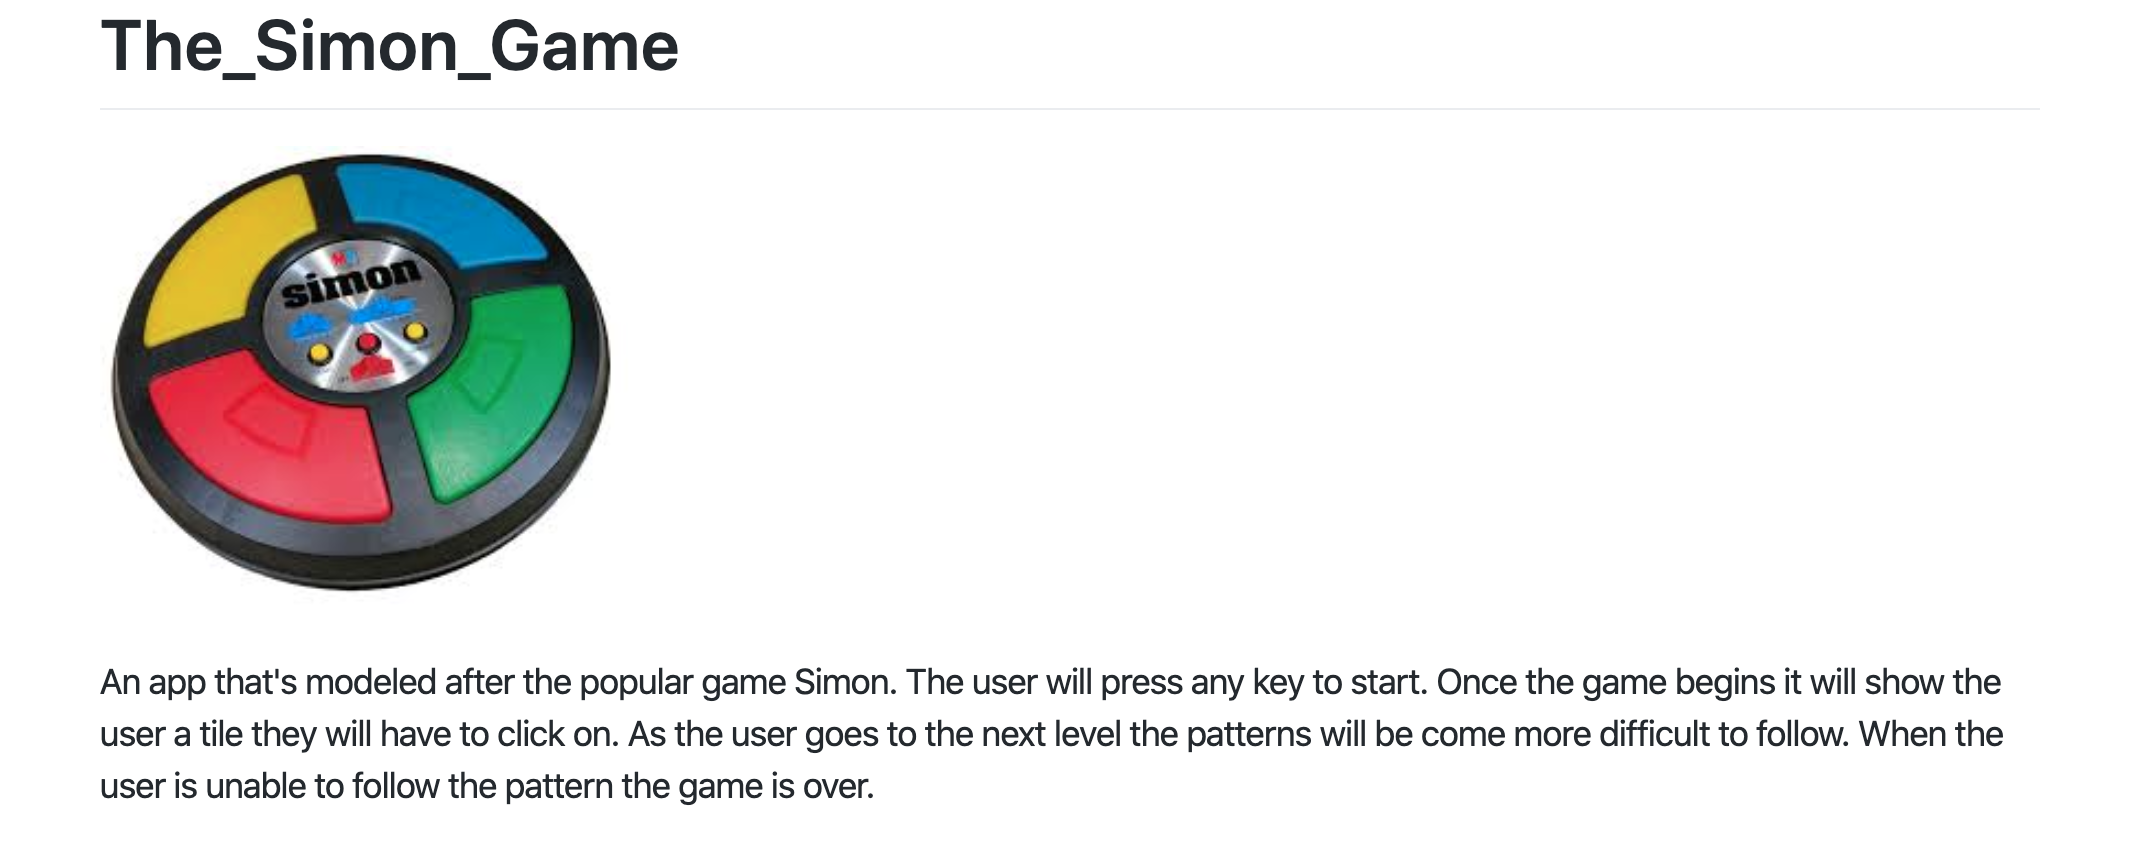 The_Simon_Game
simon
An app that's modeled after the popular game Simon. The user will press any key to start. Once the game begins it will show the
user a tile they will have to click on. As the user goes to the next level the patterns will be come more difficult to follow. When the
user is unable to follow the pattern the game is over.